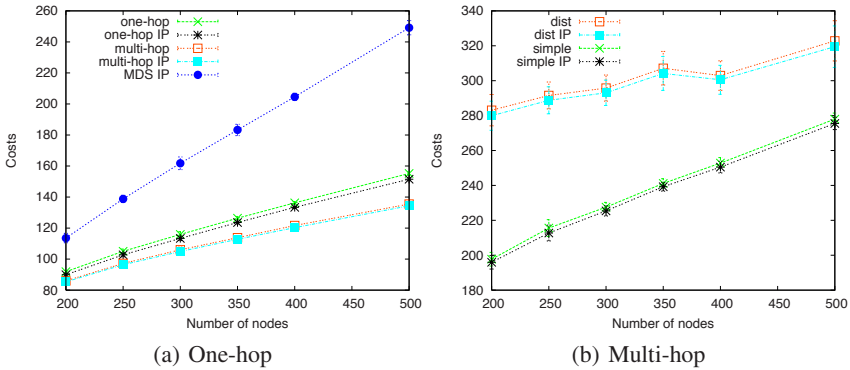 260
240
220
200
180
160
140
120
100
80
Costs
200 250 300 350 400 450 500
Number of nodes
one-hop
one-hop IP
multi-hop
multi-hop IP
MDS IP
(a) One-hop
340
320
300
280
260
240
220
200
180
Costs
200 250 300 350 400 450 500
Number of nodes
dist
dist IP
simple
simple IP
(b) Multi-hop